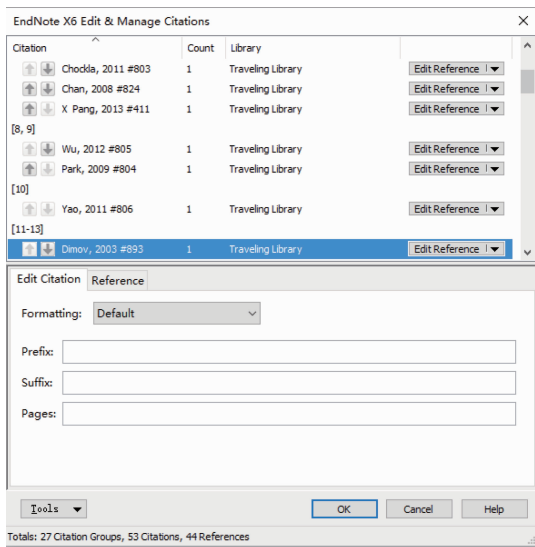 EndNote X6 Edit & Manage Citations
Citation Count Library
Chockla, 2011 #803 1 Traveling Library Edit Reference
Chan, 2008 #824 1 Traveling Library Edit Reference
X Pang, 2013 #411 1 Traveling Library Edit Reference
[8, 9]
Wu, 2012 #805 1 Traveling Library Edit Reference
Park, 2009 #804 1 Traveling Library Edit Reference
[10]
Yao, 2011 #806 1 Traveling Library Edit Reference
[11-13]
Dimov, 2003 #893 1 Traveling Library Edit Reference
Edit Citation Reference
Formatting: Default
Prefix:
Suffix:
Pages:
Tools OK Cancel Help
Totals: 27 Citation Groups, 53 Citations, 44 References